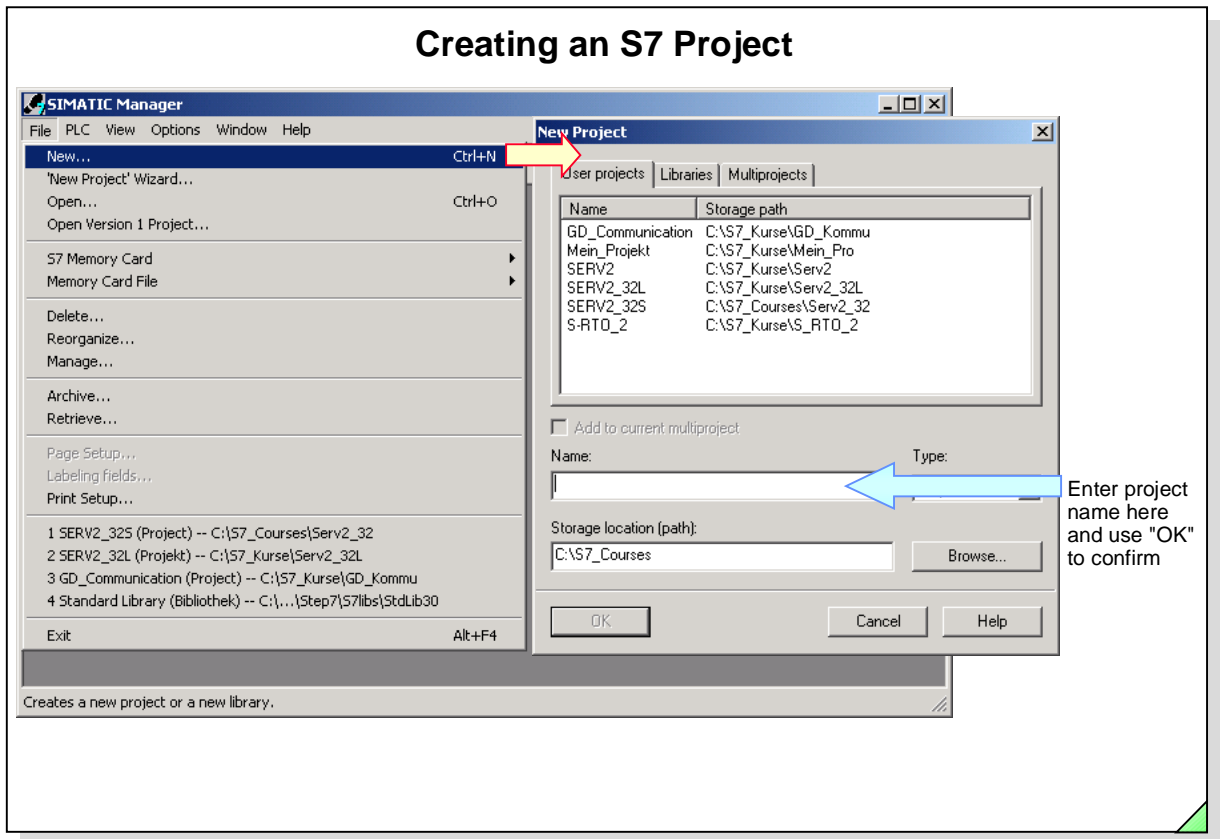 Creating an S7 Project
SIMATIC Manager
File PLC View Options Window Help
New... Ctrl+N
'New Project' Wizard...
Open... Ctrl+O
Open Version 1 Project...
S7 Memory Card
Memory Card File
Delete...
Reorganize...
Manage...
Archive...
Retrieve...
Page Setup...
Labeling fields...
Print Setup...
1 SERV2_32S (Project) -- C:\S7_Courses\Serv2_32
2 SERV2_32L (Projekt) -- C:\S7_Kurse\Serv2_32L
3 GD_Communication (Project) -- C:\S7_Kurse\GD_Kommu
4 Standard Library (Bibliothek) -- C:\...\Step7\S7libs\StdLib30
Exit Alt+F4
Creates a new project or a new library.
New Project
User projects Libraries Multiprojects
Name Storage path
GD_Communication C:\S7_Kurse\GD_Kommu
Mein_Projekt C:\S7_Kurse\Mein_Pro
SERV2 C:\S7_Kurse\Serv2
SERV2_32L C:\S7_Kurse\Serv2_32L
SERV2_32S C:\S7_Courses\Serv2_32
S-RTO_2 C:\S7_Kurse\S_RTO_2
Add to current multiproject
Name: Type:
Storage location (path):
C:\S7_Courses Browse...
OK Cancel Help
Enter project
name here
and use "OK"
to confirm